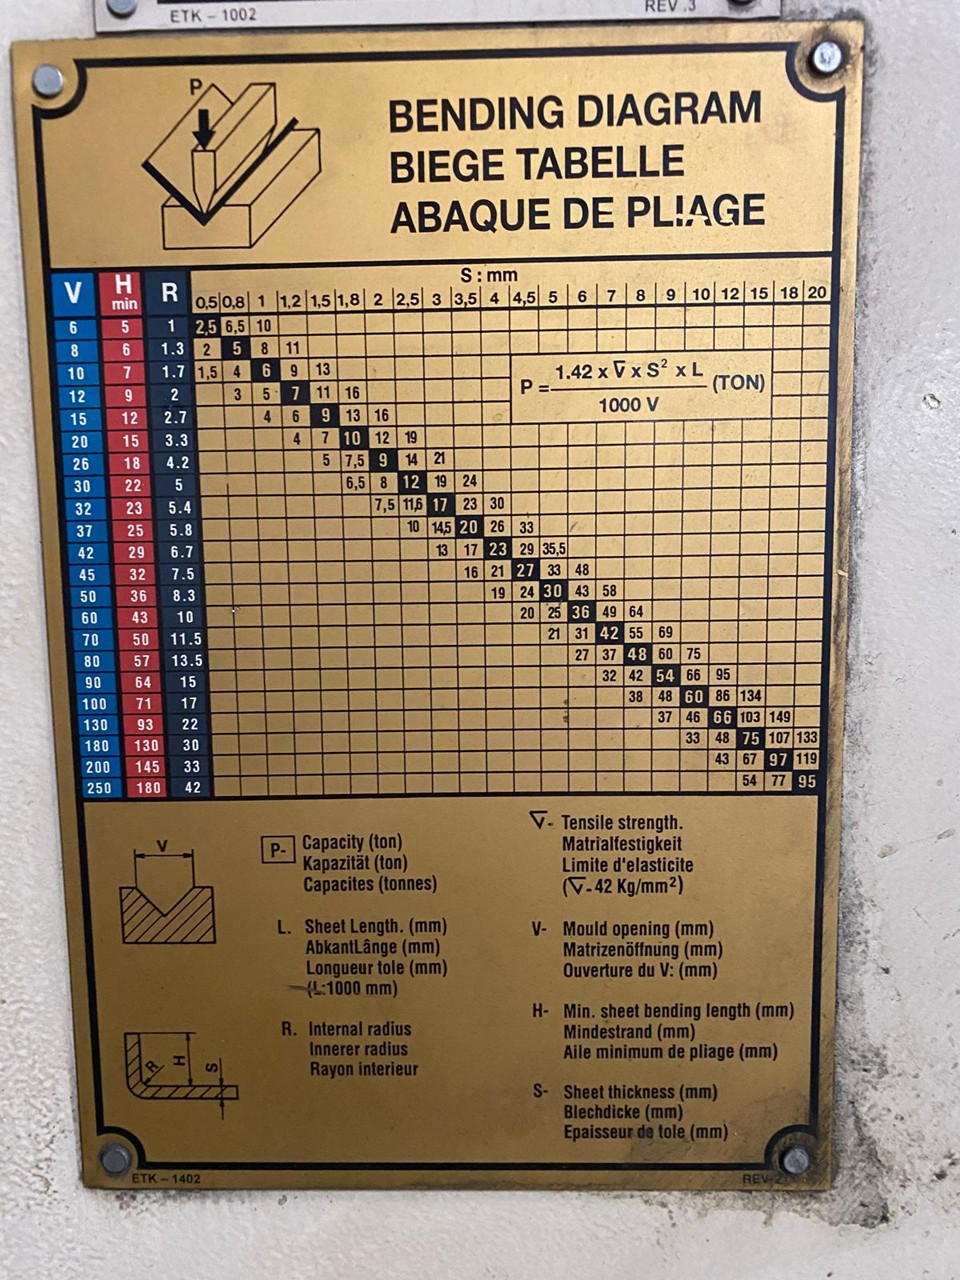 ETK - 1002 REV.3
P
BENDING DIAGRAM
BIEGE TABELLE
ABAQUE DE PLIAGE
S : mm
V H min R 0,5 0,8 1 1,2 1,5 1,8 2 2,5 3 3,5 4 4,5 5 6 7 8 9 10 12 15 18 20
6 5 1 2,5 6,5 10
8 6 1.3 2 5 8 11
10 7 1.7 1,5 4 6 9 13
12 9 2 3 5 7 11 16
15 12 2.7 4 6 9 13 16
20 15 3.3 4 7 10 12 19
26 18 4.2 5 7,5 9 14 21
30 22 5 6,5 8 12 19 24
32 23 5.4 7,5 11,6 17 23 30
37 25 5.8 10 14,5 20 26 33
42 29 6.7 13 17 23 29 35,5
45 32 7.5 16 21 27 33 48
50 36 8.3 19 24 30 43 58
60 43 10 20 25 36 49 64
70 50 11.5 21 31 42 55 69
80 57 13.5 27 37 48 60 75
90 64 15 32 42 54 66 95
100 71 17 38 48 60 86 134
130 93 22 37 46 66 103 149
180 130 30 33 48 75 107 133
200 145 33 43 67 97 119
250 180 42 54 77 95
P = 1.42 x ∇ x S² x L / 1000 V (TON)
V
P- Capacity (ton)
Kapazität (ton)
Capacites (tonnes)
L. Sheet Length. (mm)
AbkantLânge (mm)
Longueur tole (mm)
(L:1000 mm)
R. Internal radius
Innerer radius
Rayon interieur
R H S
∇- Tensile strength.
Matrialfestigkeit
Limite d'elasticite
(∇- 42 Kg/mm²)
V- Mould opening (mm)
Matrizenöffnung (mm)
Ouverture du V: (mm)
H- Min. sheet bending length (mm)
Mindestrand (mm)
Aile minimum de pliage (mm)
S- Sheet thickness (mm)
Blechdicke (mm)
Epaisseur de tole (mm)
ETK - 1402 REV